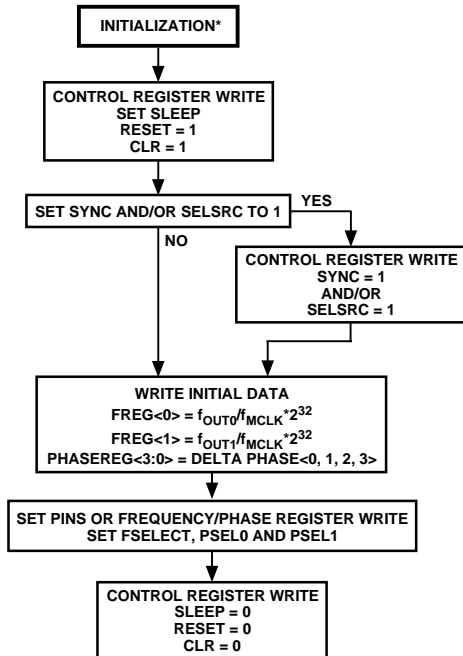 INITIALIZATION*
CONTROL REGISTER WRITE
SET SLEEP
RESET = 1
CLR = 1
SET SYNC AND/OR SELSRC TO 1
YES
NO
CONTROL REGISTER WRITE
SYNC = 1
AND/OR
SELSRC = 1
WRITE INITIAL DATA
FREG<0> = fOUT0/fMCLK*2^32
FREG<1> = fOUT1/fMCLK*2^32
PHASEREG<3:0> = DELTA PHASE<0, 1, 2, 3>
SET PINS OR FREQUENCY/PHASE REGISTER WRITE
SET FSELECT, PSEL0 AND PSEL1
CONTROL REGISTER WRITE
SLEEP = 0
RESET = 0
CLR = 0